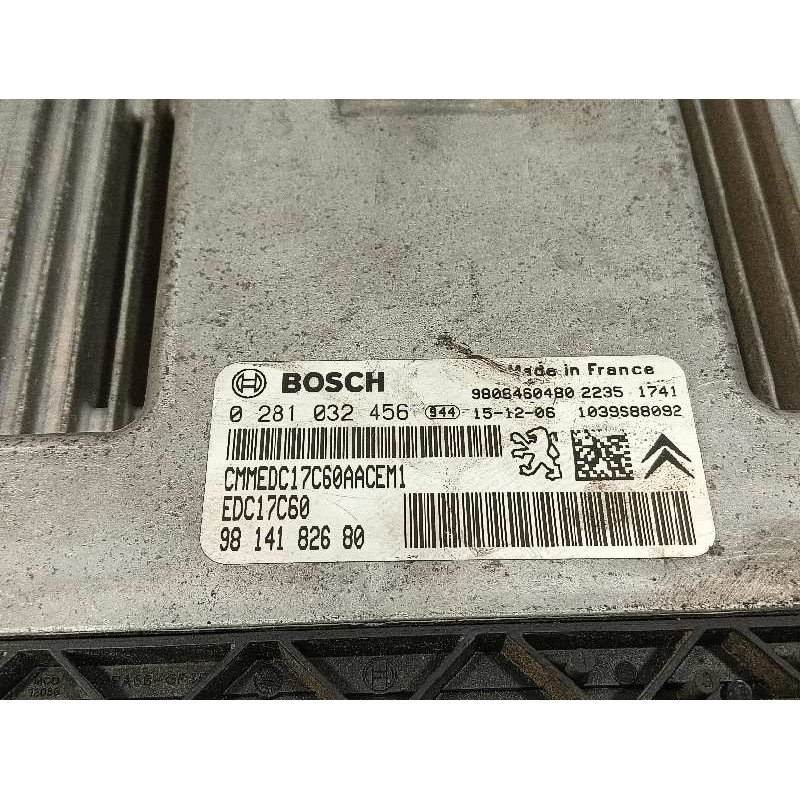 BOSCH
Made in France
9806460480 2235 1741
0 281 032 456 944 15-12-06 1039S88092
CMMEDC17C60AACEM1
EDC17C60
98 141 826 80